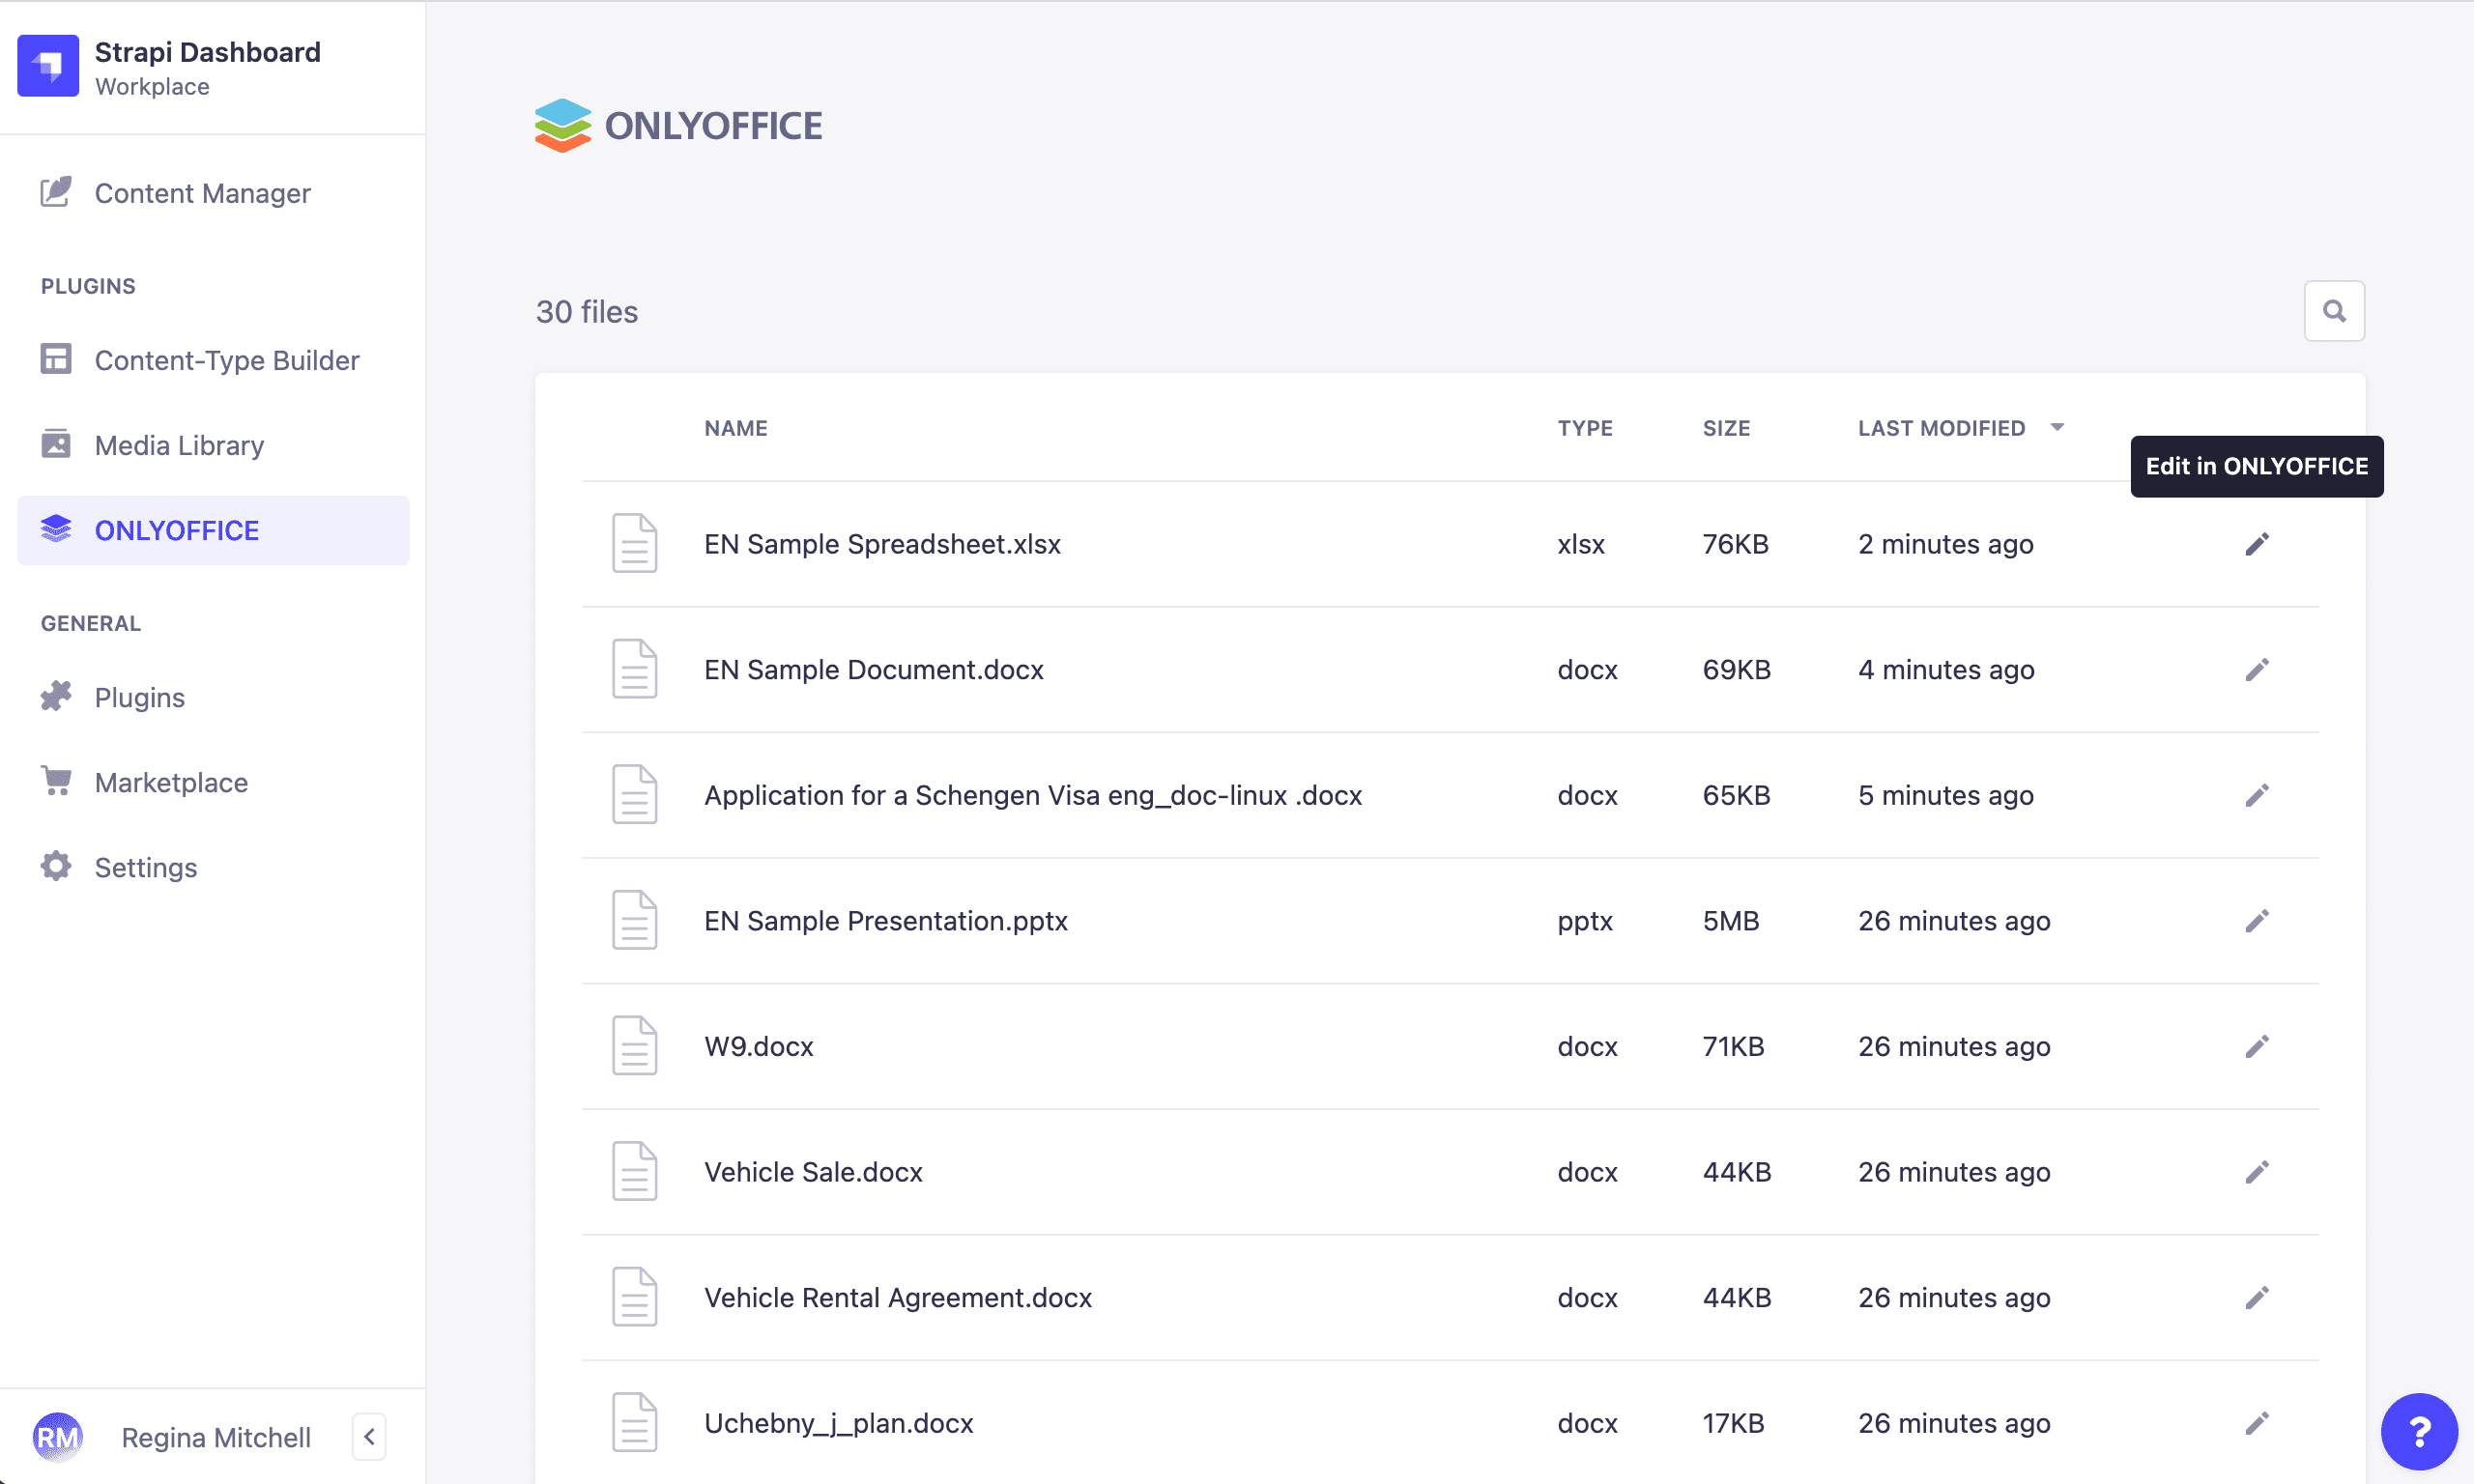 Strapi Dashboard
Workplace
Content Manager
PLUGINS
Content-Type Builder
Media Library
ONLYOFFICE
GENERAL
Plugins
Marketplace
Settings
RM Regina Mitchell
ONLYOFFICE
30 files
NAME TYPE SIZE LAST MODIFIED
Edit in ONLYOFFICE
EN Sample Spreadsheet.xlsx xlsx 76KB 2 minutes ago
EN Sample Document.docx docx 69KB 4 minutes ago
Application for a Schengen Visa eng_doc-linux .docx docx 65KB 5 minutes ago
EN Sample Presentation.pptx pptx 5MB 26 minutes ago
W9.docx docx 71KB 26 minutes ago
Vehicle Sale.docx docx 44KB 26 minutes ago
Vehicle Rental Agreement.docx docx 44KB 26 minutes ago
Uchebny_j_plan.docx docx 17KB 26 minutes ago
?